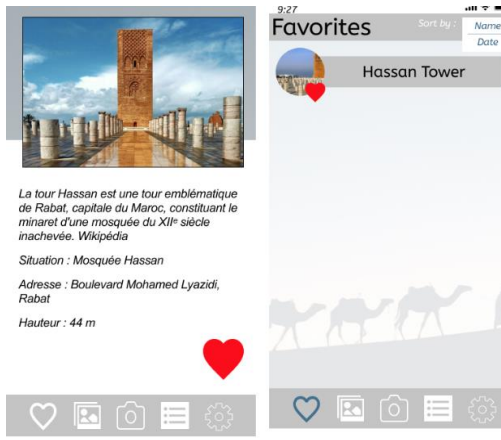 La tour Hassan est une tour emblématique
de Rabat, capitale du Maroc, constituant le
minaret d'une mosquée du XIIe siècle
inachevée. Wikipédia
Situation : Mosquée Hassan
Adresse : Boulevard Mohamed Lyazidi,
Rabat
Hauteur : 44 m
9:27
Favorites
Sort by :
Name
Date
Hassan Tower